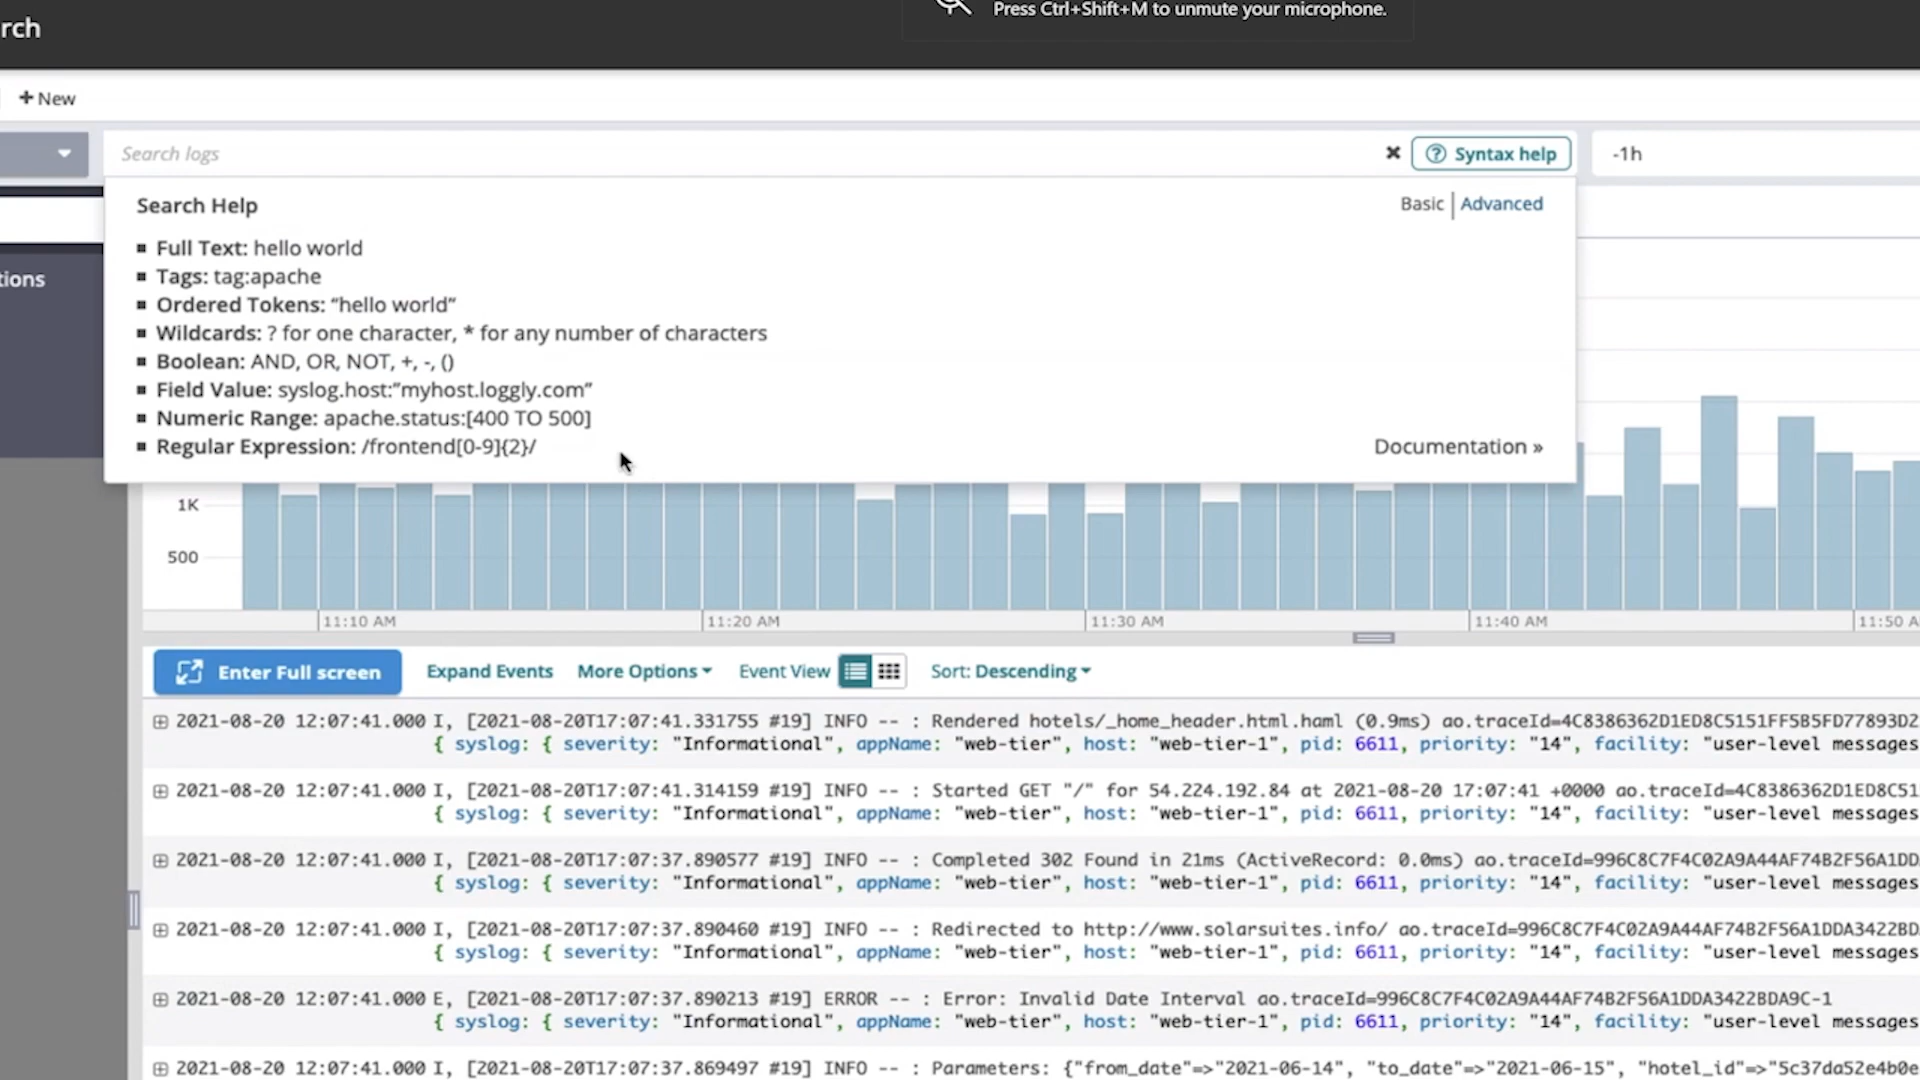 Press Ctrl+Shift+M to unmute your microphone.
rch
+ New
Search logs
Syntax help
-1h
Search Help
Basic | Advanced
Full Text: hello world
Tags: tag:apache
tions
Ordered Tokens: “hello world”
Wildcards: ? for one character, * for any number of characters
Boolean: AND, OR, NOT, +, -, ()
Field Value: syslog.host:”myhost.loggly.com”
Numeric Range: apache.status:[400 TO 500]
Regular Expression: /frontend[0-9]{2}/
Documentation »
1K
500
11:10 AM 11:20 AM 11:30 AM 11:40 AM 11:50 A
Enter Full screen Expand Events More Options Event View Sort: Descending
2021-08-20 12:07:41.000 I, [2021-08-20T17:07:41.331755 #19] INFO -- : Rendered hotels/_home_header.html.haml (0.9ms) ao.traceId=4C8386362D1ED8C5151FF5B5FD77893D2
{ syslog: { severity: "Informational", appName: "web-tier", host: "web-tier-1", pid: 6611, priority: "14", facility: "user-level messages
2021-08-20 12:07:41.000 I, [2021-08-20T17:07:41.314159 #19] INFO -- : Started GET "/" for 54.224.192.84 at 2021-08-20 17:07:41 +0000 ao.traceId=4C8386362D1ED8C51
{ syslog: { severity: "Informational", appName: "web-tier", host: "web-tier-1", pid: 6611, priority: "14", facility: "user-level messages
2021-08-20 12:07:41.000 I, [2021-08-20T17:07:37.890577 #19] INFO -- : Completed 302 Found in 21ms (ActiveRecord: 0.0ms) ao.traceId=996C8C7F4C02A9A44AF74B2F56A1DD
{ syslog: { severity: "Informational", appName: "web-tier", host: "web-tier-1", pid: 6611, priority: "14", facility: "user-level messages
2021-08-20 12:07:41.000 I, [2021-08-20T17:07:37.890460 #19] INFO -- : Redirected to http://www.solarsuites.info/ ao.traceId=996C8C7F4C02A9A44AF74B2F56A1DDA3422BD
{ syslog: { severity: "Informational", appName: "web-tier", host: "web-tier-1", pid: 6611, priority: "14", facility: "user-level messages
2021-08-20 12:07:41.000 E, [2021-08-20T17:07:37.890213 #19] ERROR -- : Error: Invalid Date Interval ao.traceId=996C8C7F4C02A9A44AF74B2F56A1DDA3422BDA9C-1
{ syslog: { severity: "Informational", appName: "web-tier", host: "web-tier-1", pid: 6611, priority: "14", facility: "user-level messages
2021-08-20 12:07:41.000 I, [2021-08-20T17:07:37.869497 #19] INFO -- : Parameters: {"from_date"=>"2021-06-14", "to_date"=>"2021-06-15", "hotel_id"=>"5c37da52e4b0e